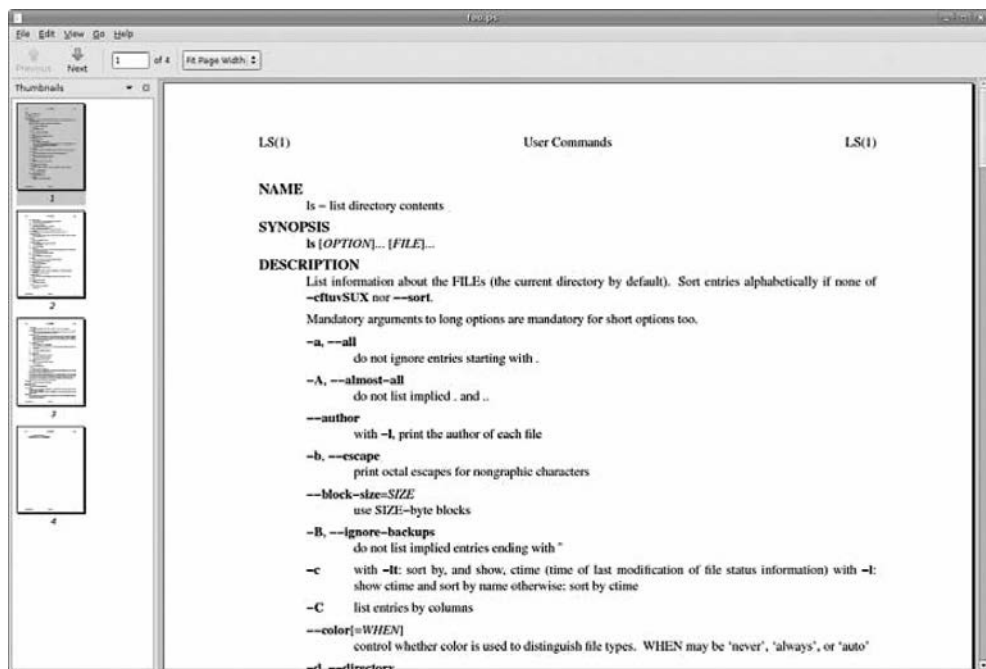 foo.ps
File Edit View Go Help
Previous Next 1 of 4 Fit Page Width
Thumbnails
1
2
3
4
LS(1) User Commands LS(1)
NAME
ls − list directory contents
SYNOPSIS
ls [OPTION]... [FILE]...
DESCRIPTION
List information about the FILEs (the current directory by default). Sort entries alphabetically if none of
−cftuvSUX nor −−sort.
Mandatory arguments to long options are mandatory for short options too.
−a, −−all
do not ignore entries starting with .
−A, −−almost−all
do not list implied . and ..
−−author
with −l, print the author of each file
−b, −−escape
print octal escapes for nongraphic characters
−−block−size=SIZE
use SIZE−byte blocks
−B, −−ignore−backups
do not list implied entries ending with ~
−c with −lt: sort by, and show, ctime (time of last modification of file status information) with −l:
show ctime and sort by name otherwise: sort by ctime
−C list entries by columns
−−color[=WHEN]
control whether color is used to distinguish file types. WHEN may be ‘never’, ‘always’, or ‘auto’
−d, −−directory